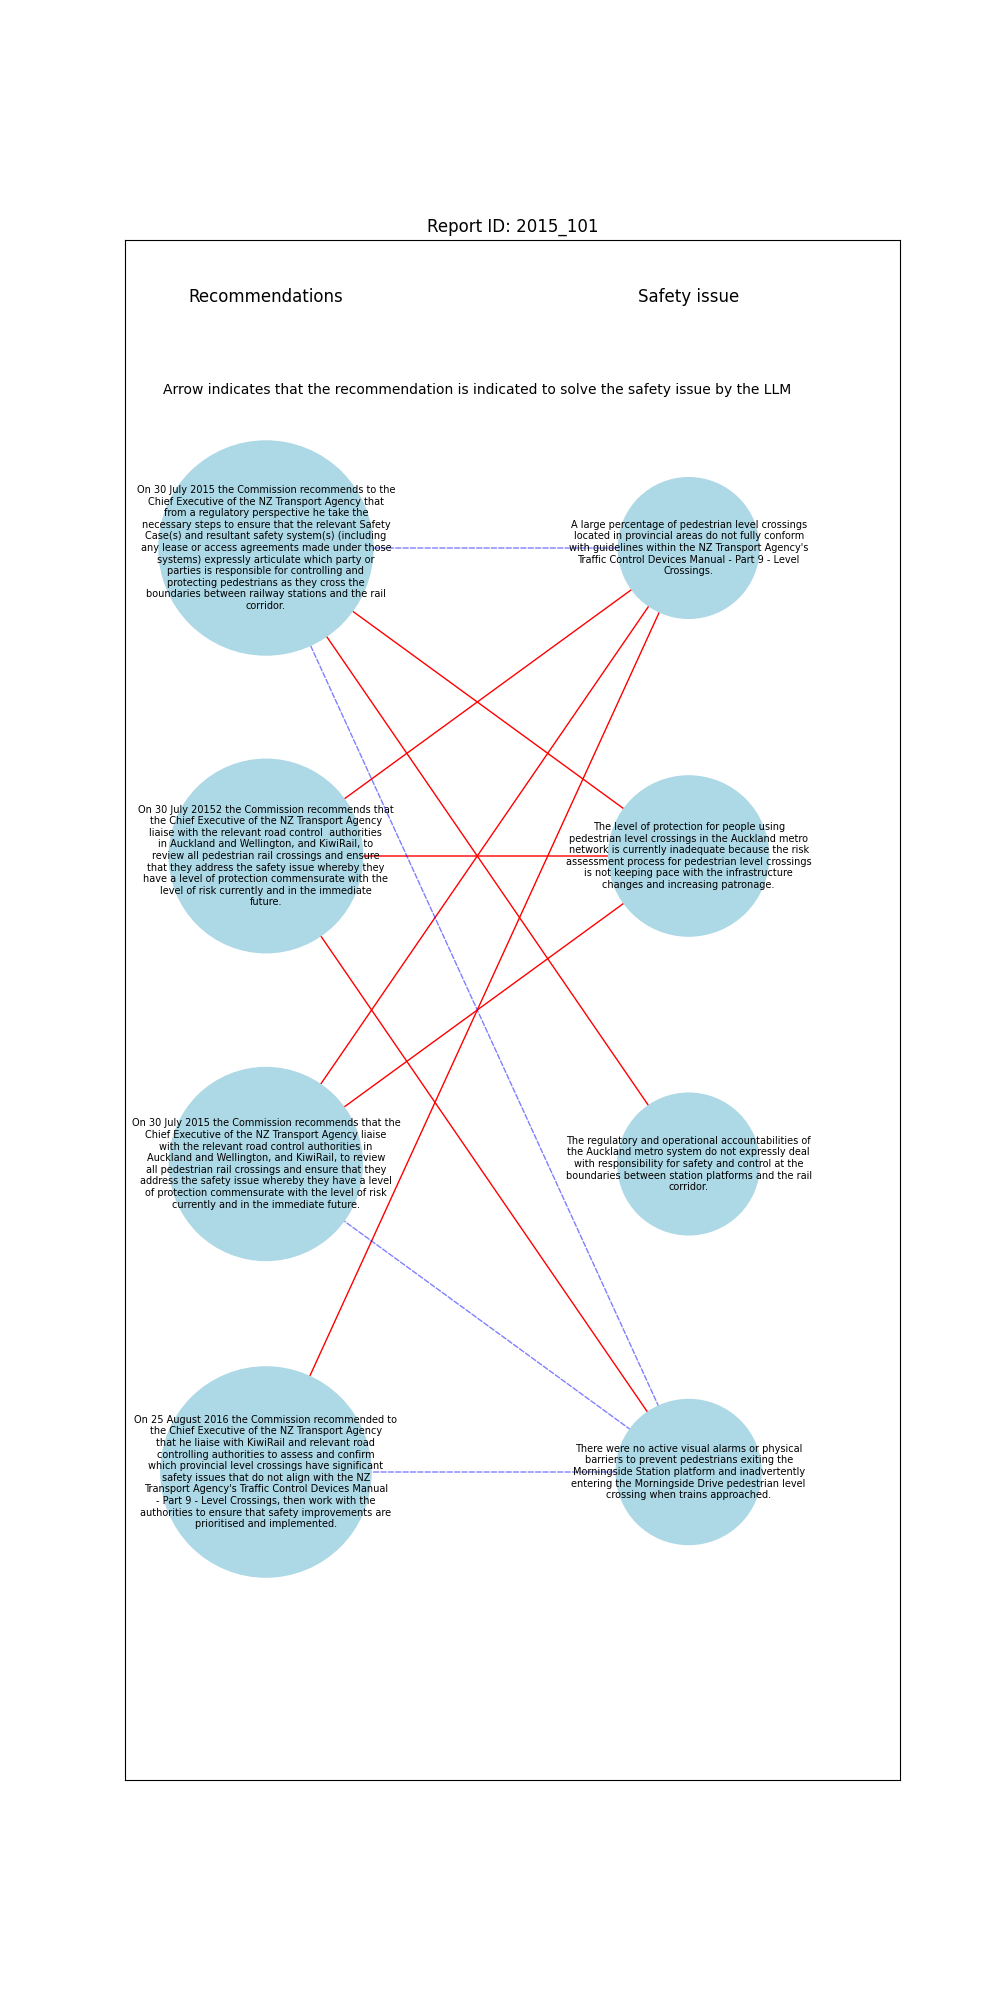 Report ID: 2015_101
Recommendations
Safety issue
Arrow indicates that the recommendation is indicated to solve the safety issue by the LLM
On 30 July 2015 the Commission recommends to the
Chief Executive of the NZ Transport Agency that
from a regulatory perspective he take the
necessary steps to ensure that the relevant Safety
Case(s) and resultant safety system(s) (including
any lease or access agreements made under those
systems) expressly articulate which party or
parties is responsible for controlling and
protecting pedestrians as they cross the
boundaries between railway stations and the rail
corridor.
A large percentage of pedestrian level crossings
located in provincial areas do not fully conform
with guidelines within the NZ Transport Agency's
Traffic Control Devices Manual - Part 9 - Level
Crossings.
On 30 July 20152 the Commission recommends that
the Chief Executive of the NZ Transport Agency
liaise with the relevant road control  authorities
in Auckland and Wellington, and KiwiRail, to
review all pedestrian rail crossings and ensure
that they address the safety issue whereby they
have a level of protection commensurate with the
level of risk currently and in the immediate
future.
The level of protection for people using
pedestrian level crossings in the Auckland metro
network is currently inadequate because the risk
assessment process for pedestrian level crossings
is not keeping pace with the infrastructure
changes and increasing patronage.
On 30 July 2015 the Commission recommends that the
Chief Executive of the NZ Transport Agency liaise
with the relevant road control authorities in
Auckland and Wellington, and KiwiRail, to review
all pedestrian rail crossings and ensure that they
address the safety issue whereby they have a level
of protection commensurate with the level of risk
currently and in the immediate future.
The regulatory and operational accountabilities of
the Auckland metro system do not expressly deal
with responsibility for safety and control at the
boundaries between station platforms and the rail
corridor.
On 25 August 2016 the Commission recommended to
the Chief Executive of the NZ Transport Agency
that he liaise with KiwiRail and relevant road
controlling authorities to assess and confirm
which provincial level crossings have significant
safety issues that do not align with the NZ
Transport Agency's Traffic Control Devices Manual
- Part 9 - Level Crossings, then work with the
authorities to ensure that safety improvements are
prioritised and implemented.
There were no active visual alarms or physical
barriers to prevent pedestrians exiting the
Morningside Station platform and inadvertently
entering the Morningside Drive pedestrian level
crossing when trains approached.